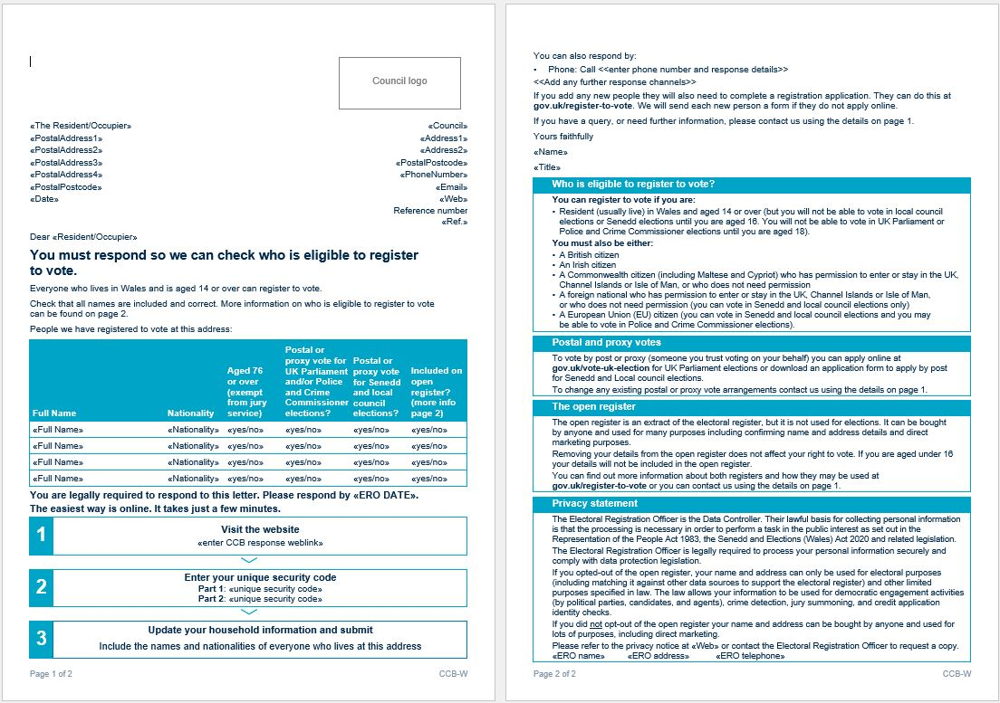 Council logo
«The Resident/Occupier»
«PostalAddress1»
«PostalAddress2»
«PostalAddress3»
«PostalAddress4»
«PostalPostcode»
«Date»
«Council»
«Address1»
«Address2»
«PostalPostcode»
«PhoneNumber»
«Email»
«Web»
Reference number
«Ref.»
Dear «Resident/Occupier»
You must respond so we can check who is eligible to register
to vote.
Everyone who lives in Wales and is aged 14 or over can register to vote.
Check that all names are included and correct. More information on who is eligible to register to vote
can be found on page 2.
People we have registered to vote at this address:
Full Name
Nationality
Aged 76
or over
(exempt
from jury
service)
Postal or
proxy vote for
UK Parliament
and/or Police
and Crime
Commissioner
elections?
Postal or
proxy vote
for Senedd
and local
council
elections?
Included on
open
register?
(more info
page 2)
«Full Name» «Nationality» «yes/no» «yes/no» «yes/no» «yes/no»
«Full Name» «Nationality» «yes/no» «yes/no» «yes/no» «yes/no»
«Full Name» «Nationality» «yes/no» «yes/no» «yes/no» «yes/no»
«Full Name» «Nationality» «yes/no» «yes/no» «yes/no» «yes/no»
You are legally required to respond to this letter. Please respond by «ERO DATE».
The easiest way is online. It takes just a few minutes.
1
Visit the website
«enter CCB response weblink»
2
Enter your unique security code
Part 1: «unique security code»
Part 2: «unique security code»
3
Update your household information and submit
Include the names and nationalities of everyone who lives at this address
Page 1 of 2 CCB-W
You can also respond by:
• Phone: Call <<enter phone number and response details>>
<<Add any further response channels>>
If you add any new people they will also need to complete a registration application. They can do this at
gov.uk/register-to-vote. We will send each new person a form if they do not apply online.
If you have a query, or need further information, please contact us using the details on page 1.
Yours faithfully
«Name»
«Title»
Who is eligible to register to vote?
You can register to vote if you are:
• Resident (usually live) in Wales and aged 14 or over (but you will not be able to vote in local council
elections or Senedd elections until you are aged 16. You will not be able to vote in UK Parliament or
Police and Crime Commissioner elections until you are aged 18).
You must also be either:
• A British citizen
• An Irish citizen
• A Commonwealth citizen (including Maltese and Cypriot) who has permission to enter or stay in the UK,
Channel Islands or Isle of Man, or who does not need permission
• A foreign national who has permission to enter or stay in the UK, Channel Islands or Isle of Man,
or who does not need permission (you can vote in Senedd and local council elections only)
• A European Union (EU) citizen (you can vote in Senedd and local council elections and you may
be able to vote in Police and Crime Commissioner elections).
Postal and proxy votes
To vote by post or proxy (someone you trust voting on your behalf) you can apply online at
gov.uk/vote-uk-election for UK Parliament elections or download an application form to apply by post
for Senedd and Local council elections.
To change any existing postal or proxy vote arrangements contact us using the details on page 1.
The open register
The open register is an extract of the electoral register, but it is not used for elections. It can be bought
by anyone and used for many purposes including confirming name and address details and direct
marketing purposes.
Removing your details from the open register does not affect your right to vote. If you are aged under 16
your details will not be included in the open register.
You can find out more information about both registers and how they may be used at
gov.uk/register-to-vote or you can contact us using the details on page 1.
Privacy statement
The Electoral Registration Officer is the Data Controller. Their lawful basis for collecting personal information
is that the processing is necessary in order to perform a task in the public interest as set out in the
Representation of the People Act 1983, the Senedd and Elections (Wales) Act 2020 and related legislation.
The Electoral Registration Officer is legally required to process your personal information securely and
comply with data protection legislation.
If you opted-out of the open register, your name and address can only be used for electoral purposes
(including matching it against other data sources to support the electoral register) and other limited
purposes specified in law. The law allows your information to be used for democratic engagement activities
(by political parties, candidates, and agents), crime detection, jury summoning, and credit application
identity checks.
If you did not opt-out of the open register your name and address can be bought by anyone and used for
lots of purposes, including direct marketing.
Please refer to the privacy notice at «Web» or contact the Electoral Registration Officer to request a copy.
«ERO name» «ERO address» «ERO telephone»
Page 2 of 2 CCB-W